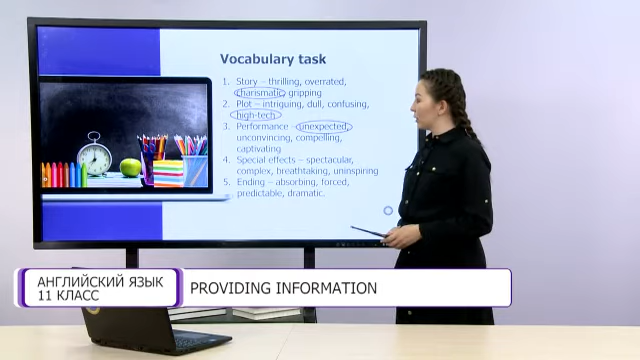 Vocabulary task
1. Story – thrilling, overrated,
charismatic, gripping
2. Plot – intriguing, dull, confusing,
high-tech
3. Performance – unexpected,
unconvincing, compelling,
captivating
4. Special effects – spectacular,
complex, breathtaking, uninspiring
5. Ending – absorbing, forced,
predictable, dramatic.
АНГЛИЙСКИЙ ЯЗЫК
11 КЛАСС
PROVIDING INFORMATION